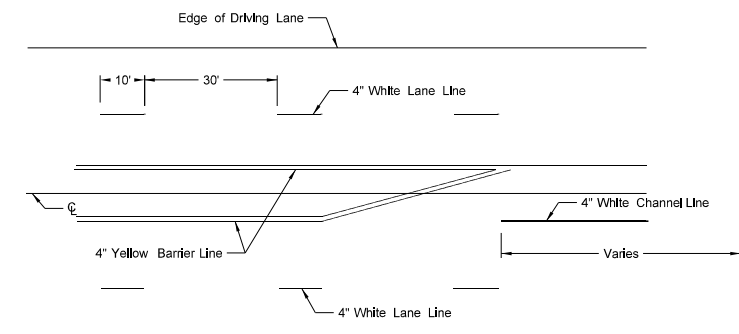 Edge of Driving Lane
10'
30'
4" White Lane Line
4" White Channel Line
℄
4" Yellow Barrier Line
Varies
4" White Lane Line